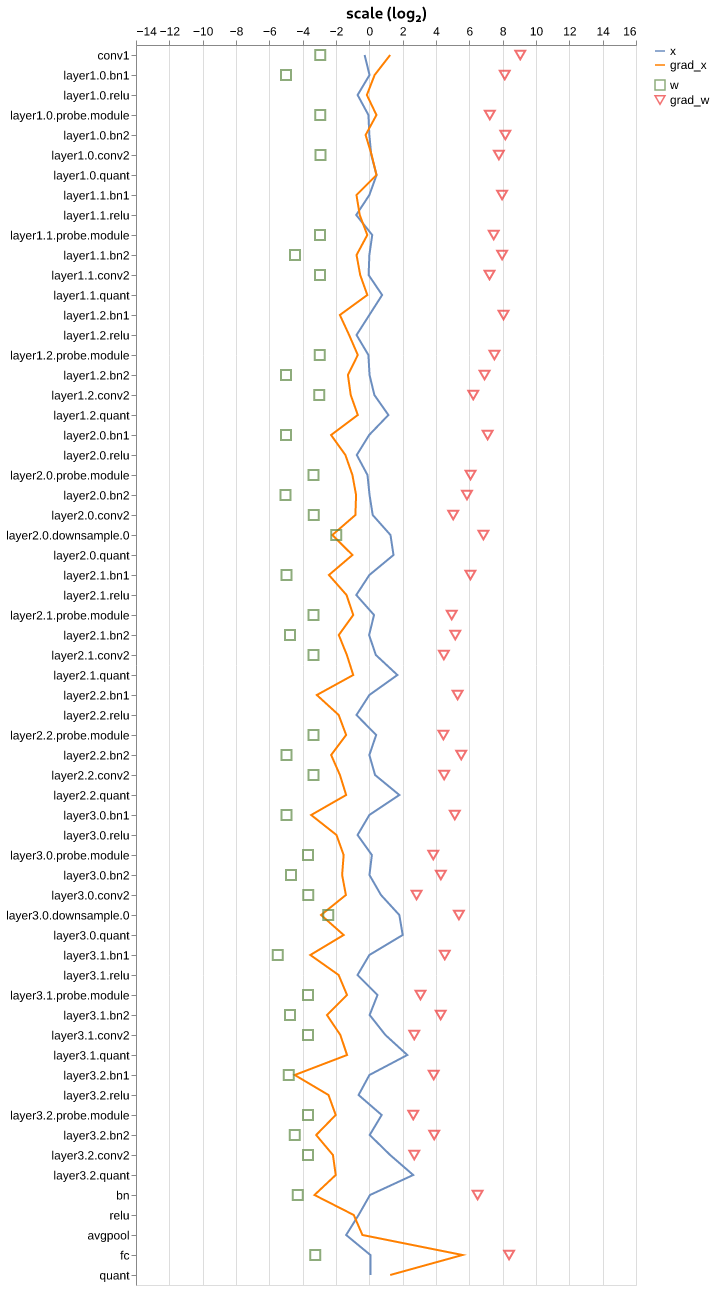 scale (log₂)
−14 −12 −10 −8 −6 −4 −2 0 2 4 6 8 10 12 14 16
x
grad_x
w
grad_w
conv1
layer1.0.bn1
layer1.0.relu
layer1.0.probe.module
layer1.0.bn2
layer1.0.conv2
layer1.0.quant
layer1.1.bn1
layer1.1.relu
layer1.1.probe.module
layer1.1.bn2
layer1.1.conv2
layer1.1.quant
layer1.2.bn1
layer1.2.relu
layer1.2.probe.module
layer1.2.bn2
layer1.2.conv2
layer1.2.quant
layer2.0.bn1
layer2.0.relu
layer2.0.probe.module
layer2.0.bn2
layer2.0.conv2
layer2.0.downsample.0
layer2.0.quant
layer2.1.bn1
layer2.1.relu
layer2.1.probe.module
layer2.1.bn2
layer2.1.conv2
layer2.1.quant
layer2.2.bn1
layer2.2.relu
layer2.2.probe.module
layer2.2.bn2
layer2.2.conv2
layer2.2.quant
layer3.0.bn1
layer3.0.relu
layer3.0.probe.module
layer3.0.bn2
layer3.0.conv2
layer3.0.downsample.0
layer3.0.quant
layer3.1.bn1
layer3.1.relu
layer3.1.probe.module
layer3.1.bn2
layer3.1.conv2
layer3.1.quant
layer3.2.bn1
layer3.2.relu
layer3.2.probe.module
layer3.2.bn2
layer3.2.conv2
layer3.2.quant
bn
relu
avgpool
fc
quant